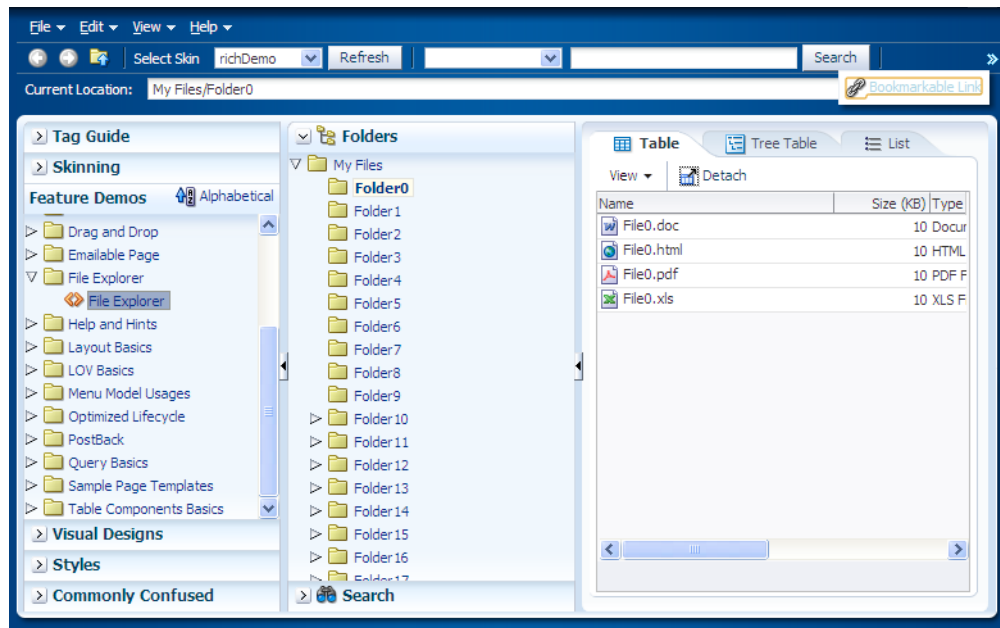 File Edit View Help
Select Skin richDemo Refresh Search
Bookmarkable Link
Current Location: My Files/Folder0
Tag Guide
Skinning
Feature Demos Alphabetical
Drag and Drop
Emailable Page
File Explorer
File Explorer
Help and Hints
Layout Basics
LOV Basics
Menu Model Usages
Optimized Lifecycle
PostBack
Query Basics
Sample Page Templates
Table Components Basics
Visual Designs
Styles
Commonly Confused
Folders
My Files
Folder0
Folder1
Folder2
Folder3
Folder4
Folder5
Folder6
Folder7
Folder8
Folder9
Folder10
Folder11
Folder12
Folder13
Folder14
Folder15
Folder16
Folder17
Search
Table Tree Table List
View Detach
Name Size (KB) Type
File0.doc 10 Docur
File0.html 10 HTML
File0.pdf 10 PDF F
File0.xls 10 XLS F